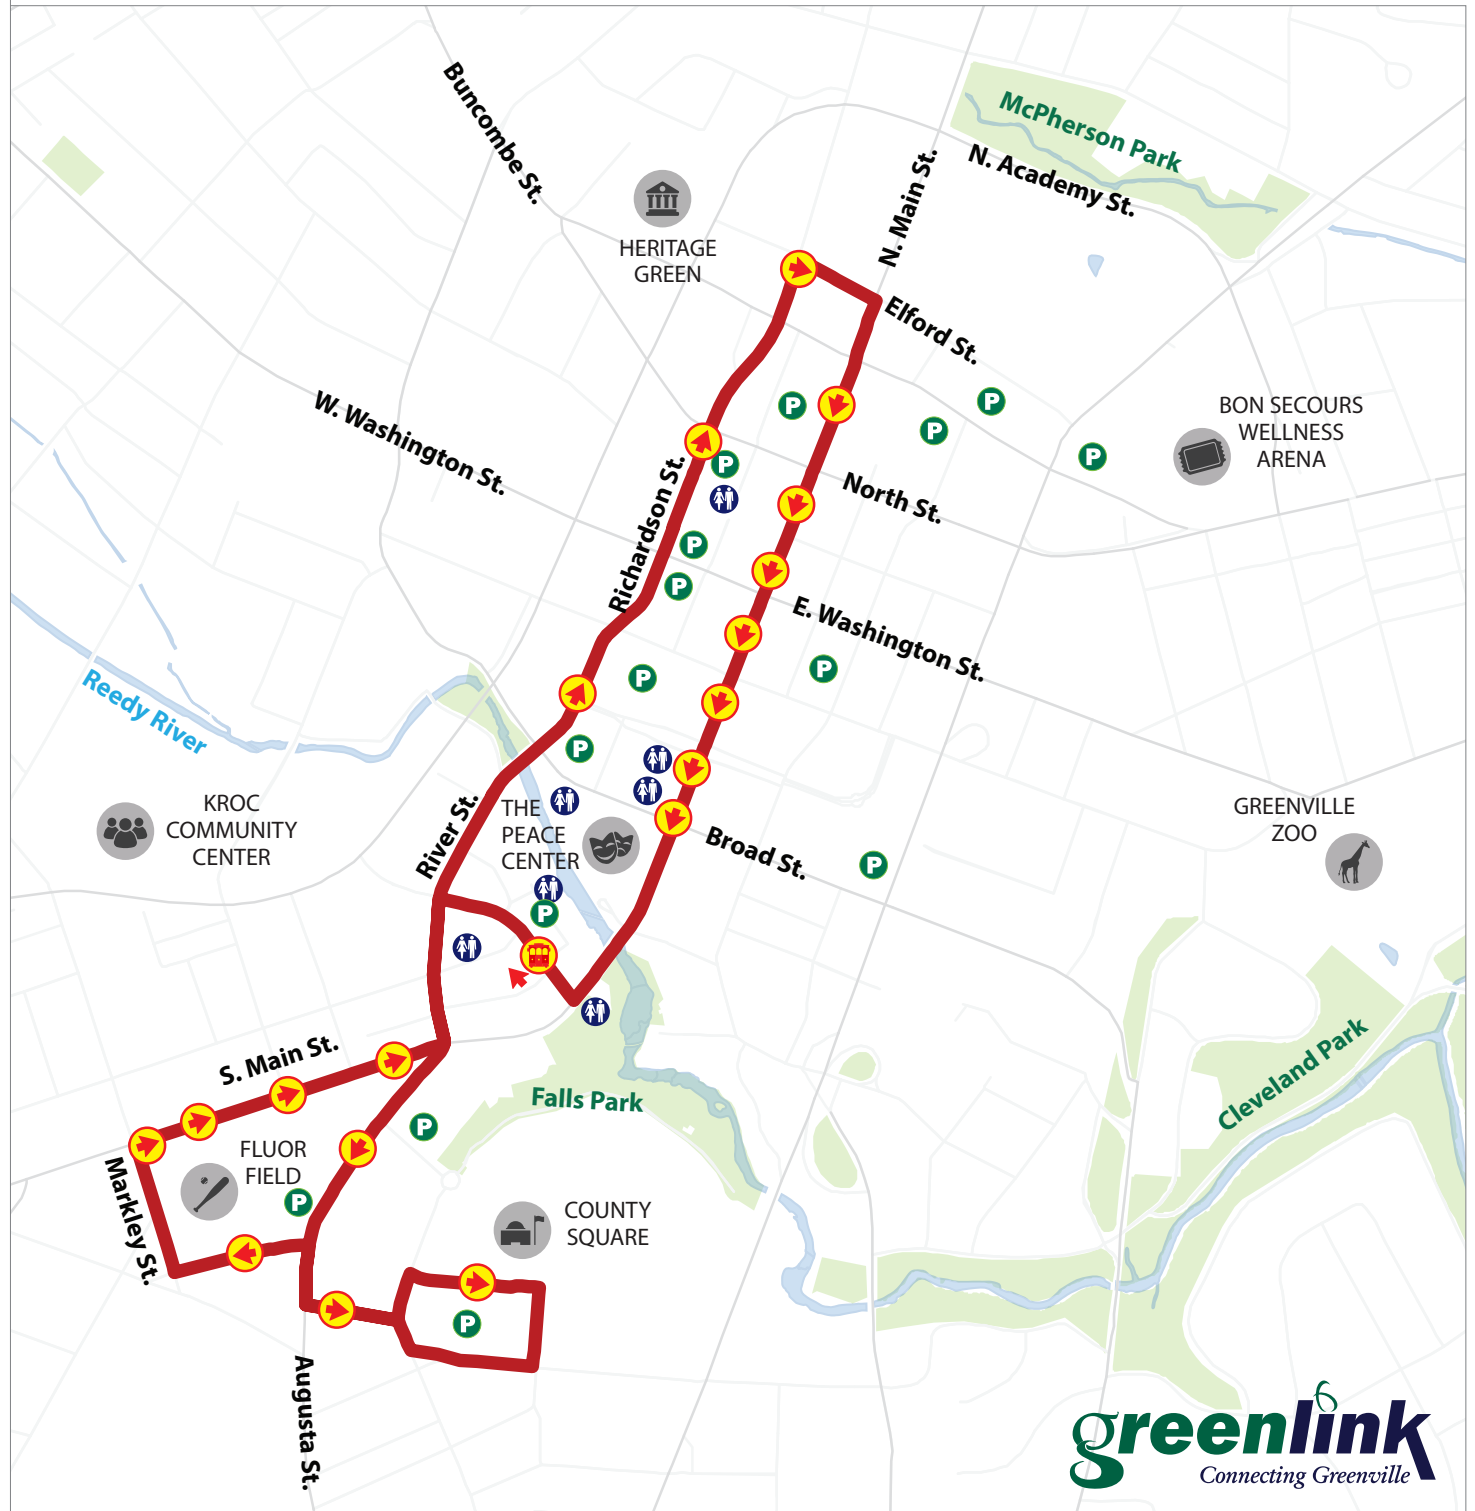 Buncombe St.
McPherson Park
N. Academy St.
N. Main St.
HERITAGE
GREEN
Elford St.
W. Washington St.
BON SECOURS
WELLNESS
ARENA
P
P
P
P
P
North St.
Richardson St.
P
P
E. Washington St.
P
P
Reedy River
P
KROC
COMMUNITY
CENTER
River St.
THE
PEACE
CENTER
Broad St.
GREENVILLE
ZOO
P
P
S. Main St.
Falls Park
Cleveland Park
P
Markley St.
FLUOR
FIELD
P
COUNTY
SQUARE
P
Augusta St.
greenlink
Connecting Greenville